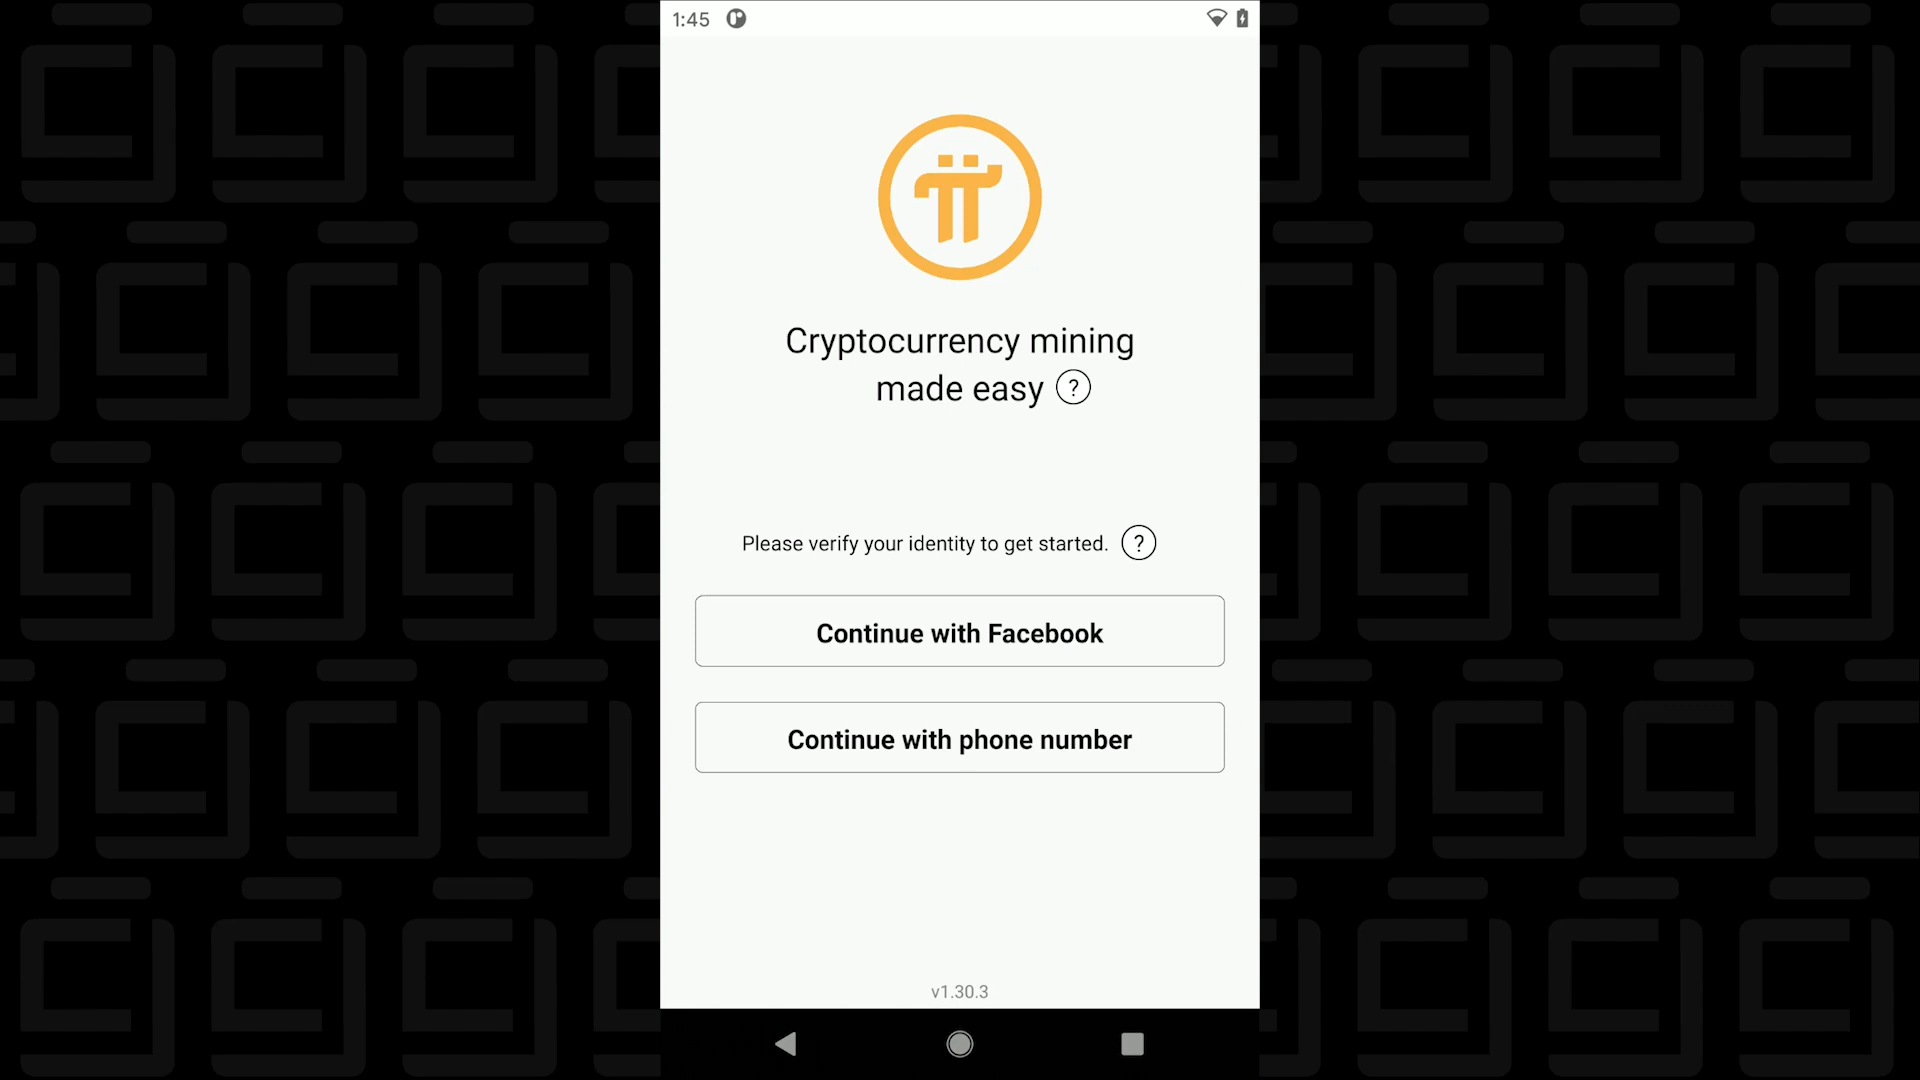 1:45
Cryptocurrency mining
made easy ?
Please verify your identity to get started. ?
Continue with Facebook
Continue with phone number
v1.30.3